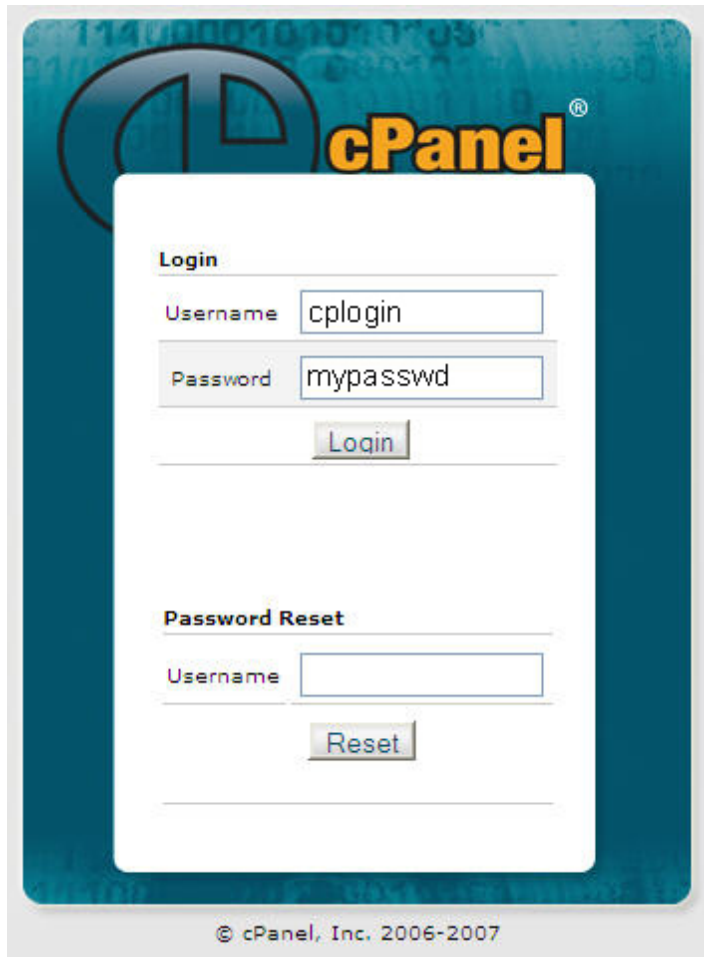 cPanel®
Login
Username cplogin
Password mypasswd
Login
Password Reset
Username
Reset
© cPanel, Inc. 2006-2007